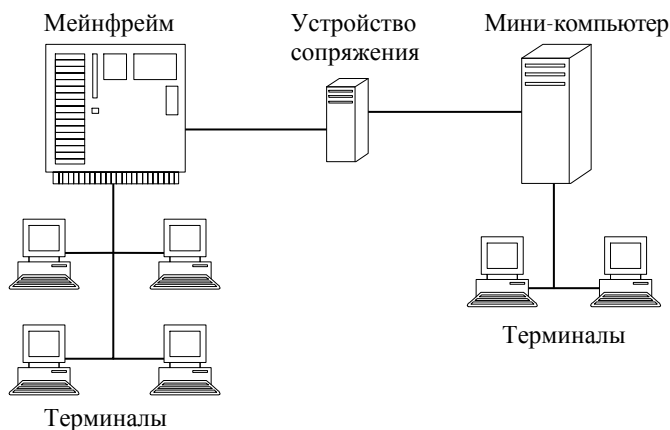 Мейнфрейм
Устройство
сопряжения
Мини-компьютер
Терминалы
Терминалы